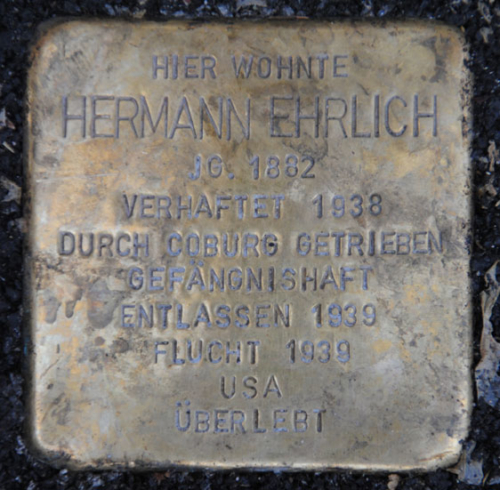 HIER WOHNTE
HERMANN EHRLICH
JG. 1882
VERHAFTET 1938
DURCH COBURG GETRIEBEN
GEFÄNGNISHAFT
ENTLASSEN 1939
FLUCHT 1939
USA
ÜBERLEBT